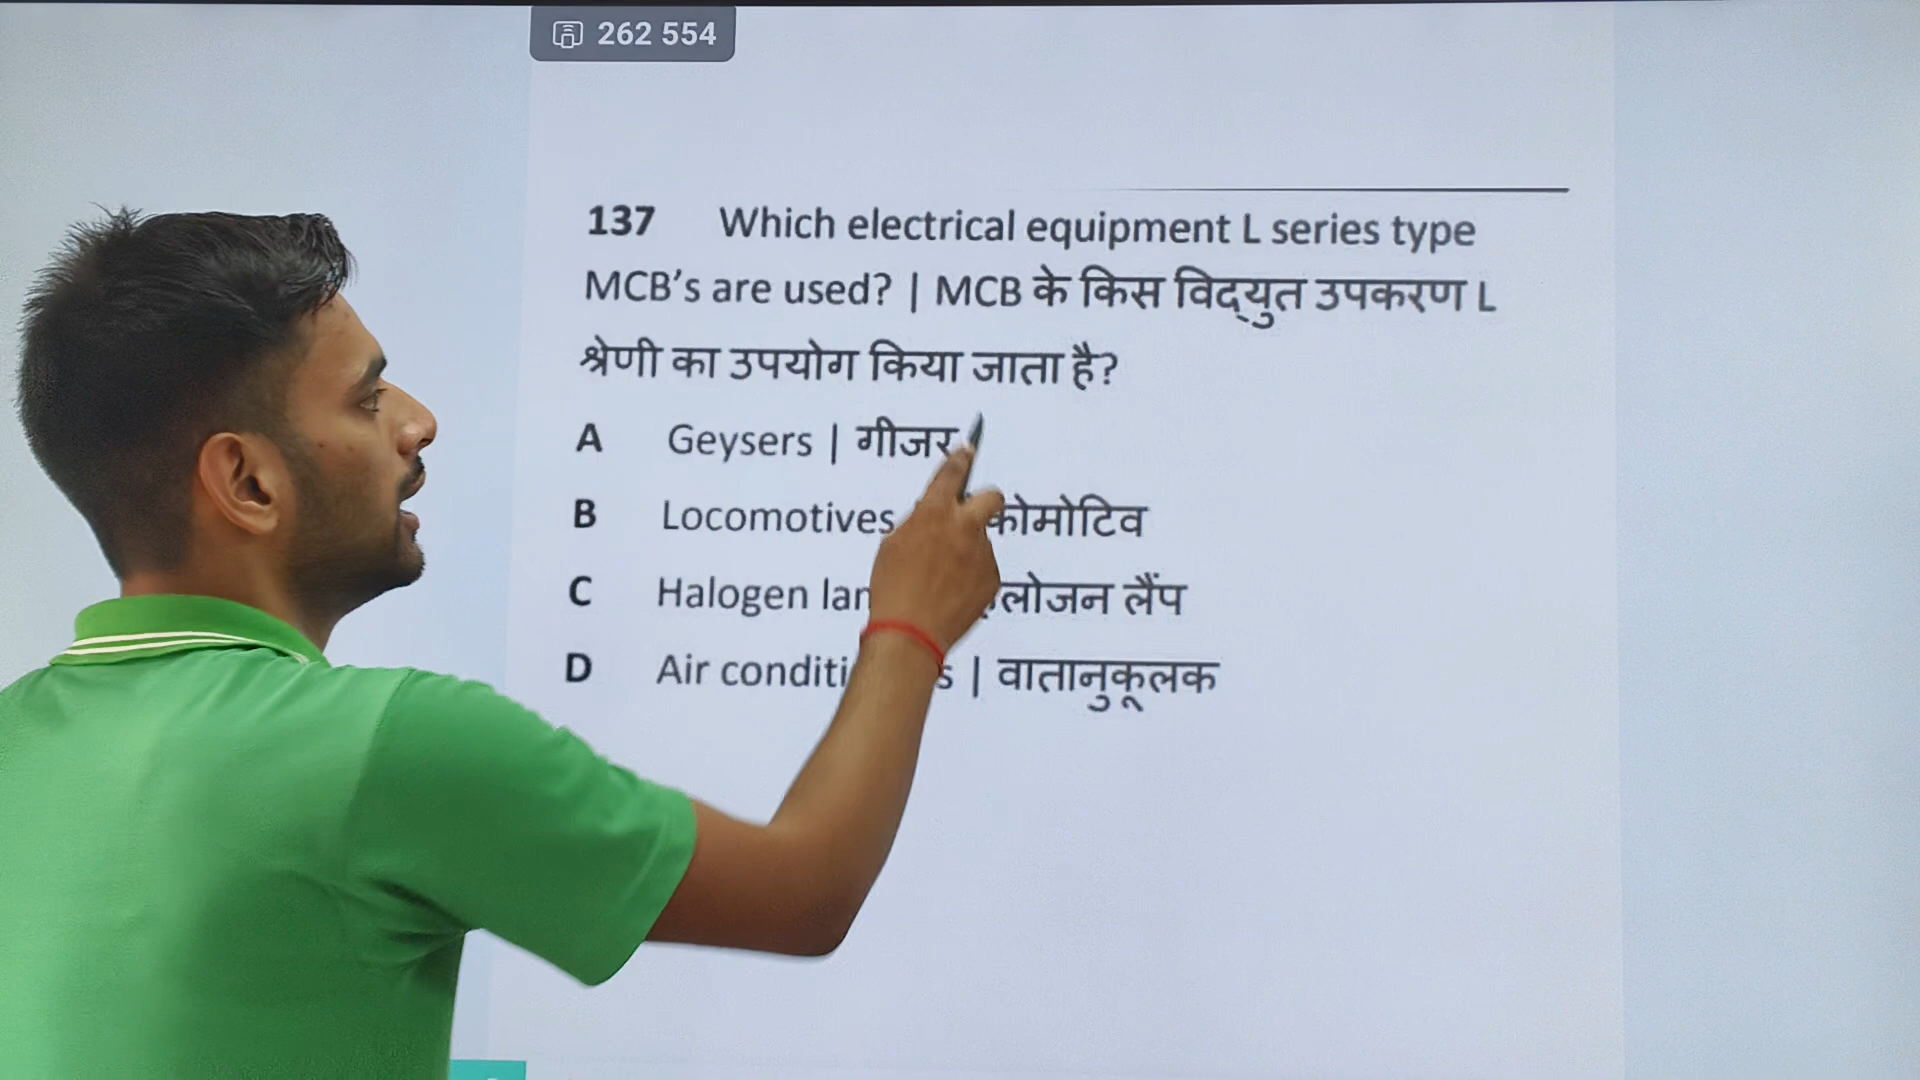 262 554
137 Which electrical equipment L series type
MCB's are used? | MCB के किस विद्युत उपकरण L
श्रेणी का उपयोग किया जाता है?
A Geysers | गीजर
B Locomotives
C Halogen | लैंप
D Air | वातानुकूलक